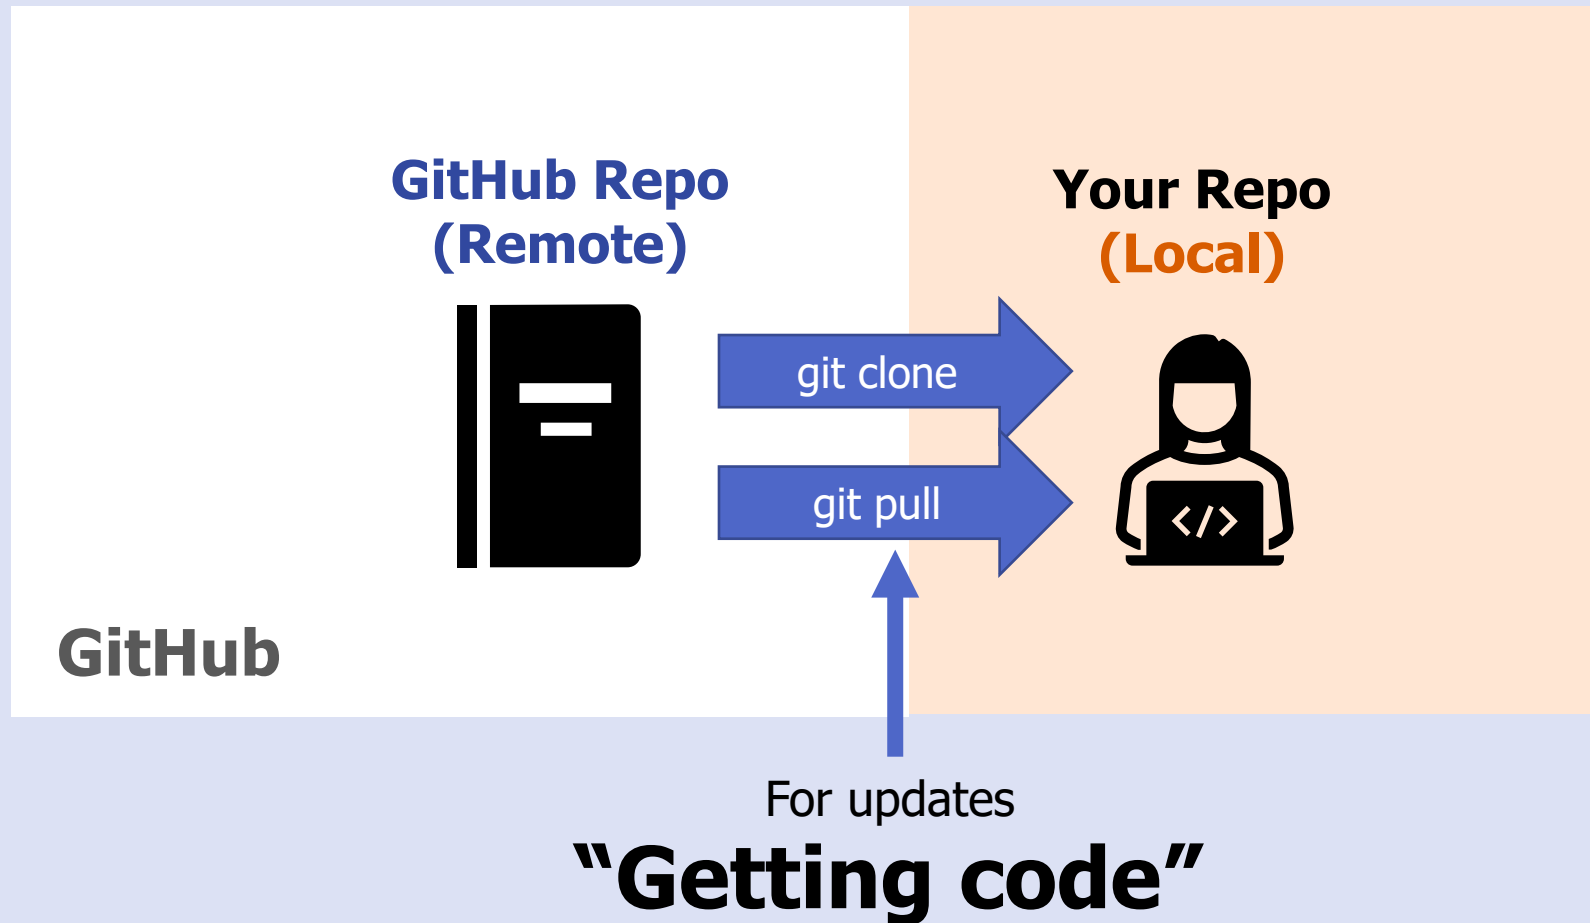 GitHub Repo
(Remote)
Your Repo
(Local)
git clone
git pull
</>
GitHub
For updates
“Getting code”